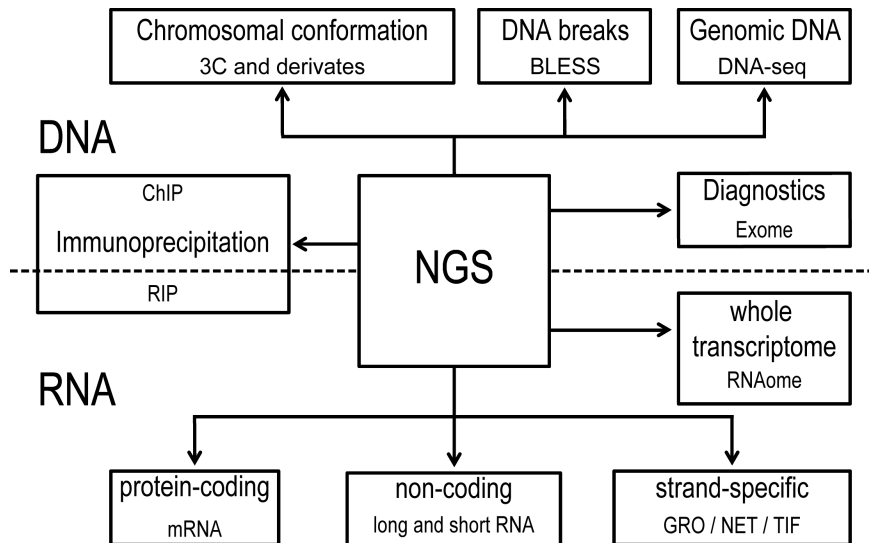 Chromosomal conformation
3C and derivates
DNA breaks
BLESS
Genomic DNA
DNA-seq
DNA
ChIP
Immunoprecipitation
RIP
NGS
Diagnostics
Exome
whole
transcriptome
RNAome
RNA
protein-coding
mRNA
non-coding
long and short RNA
strand-specific
GRO / NET / TIF